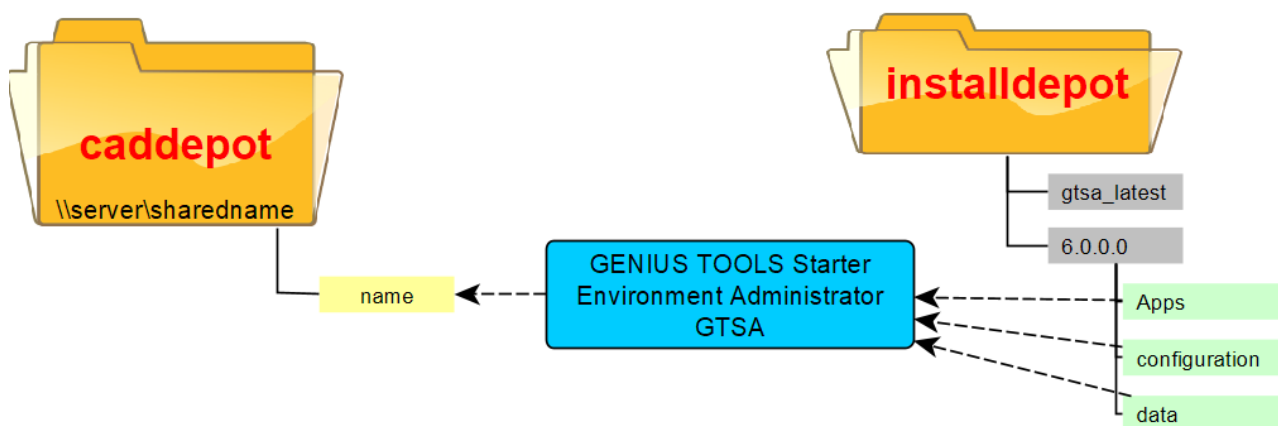 caddepot
\\server\sharedname
name
GENIUS TOOLS Starter
Environment Administrator
GTSA
installdepot
gtsa_latest
6.0.0.0
Apps
configuration
data